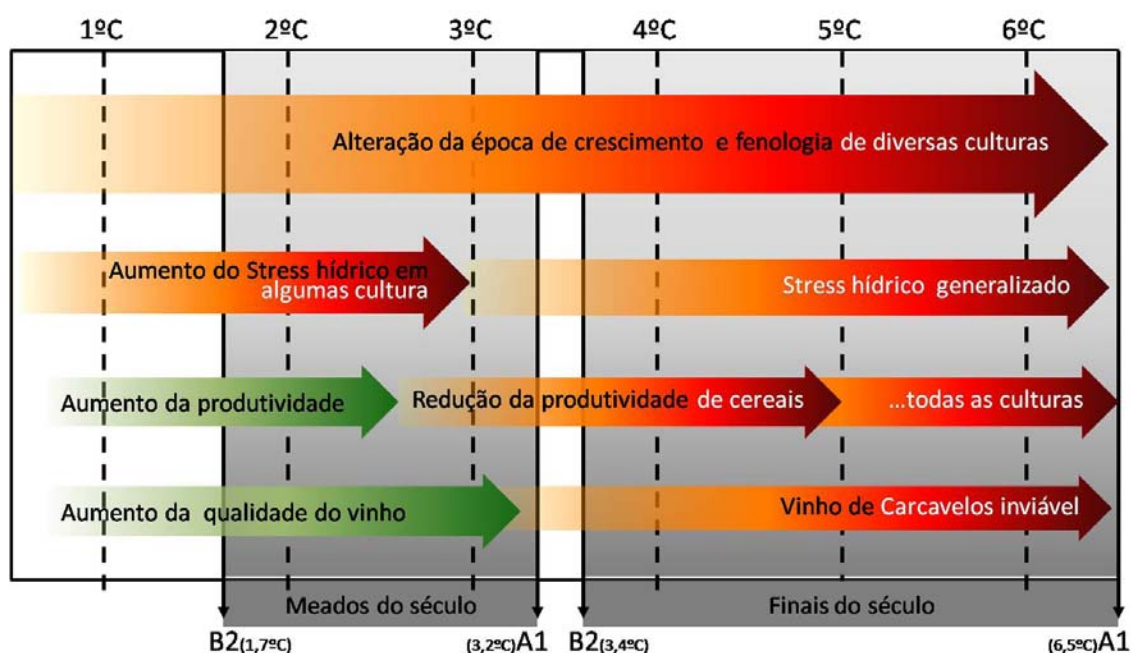 1ºC 2ºC 3ºC 4ºC 5ºC 6ºC
Alteração da época de crescimento e fenologia de diversas culturas
Aumento do Stress hídrico em
algumas cultura
Stress hídrico generalizado
Aumento da produtividade
Redução da produtividade de cereais
...todas as culturas
Aumento da qualidade do vinho
Vinho de Carcavelos inviável
Meados do século
Finais do século
B2(1,7ºC) (3,2ºC)A1 B2(3,4ºC) (6,5ºC)A1